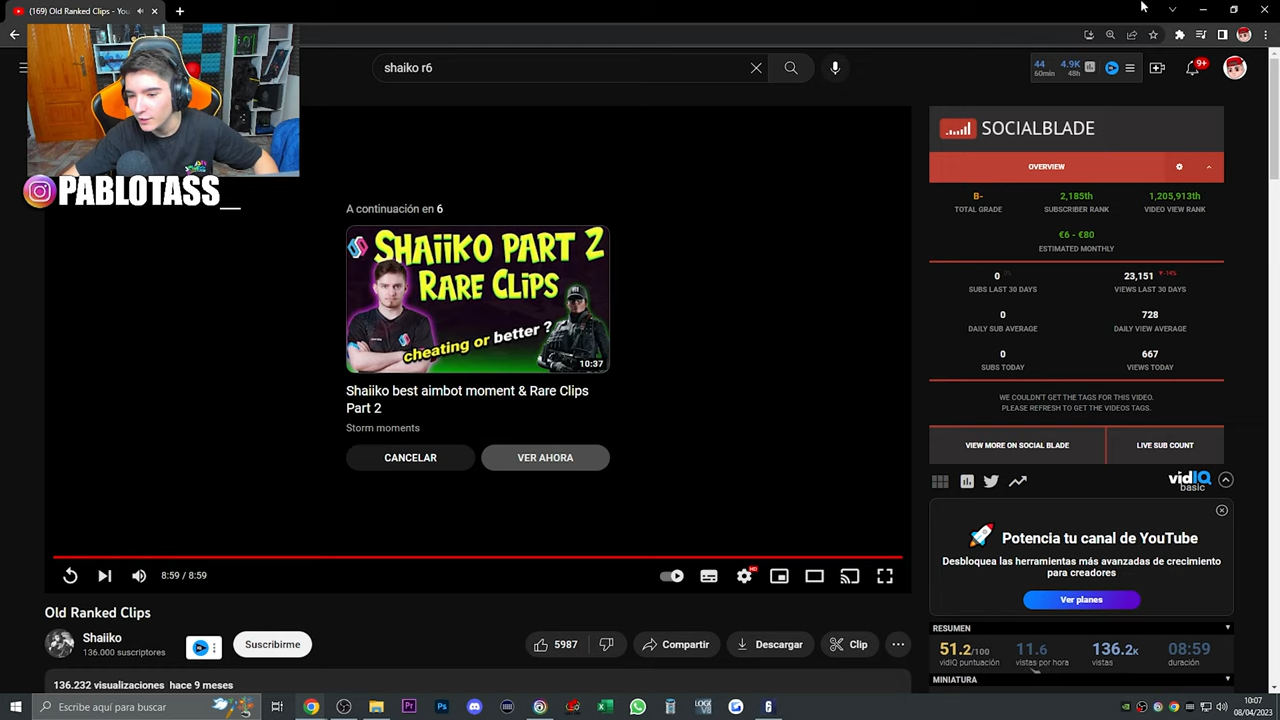 (169) Old Ranked Clips - You
shaiko r6
44
60min
4.9K
48h
9+
PABLOTASS_
A continuación en 6
SHAIIKO PART 2
RARE CLIPS
cheating or better ?
10:37
Shaiiko best aimbot moment & Rare Clips
Part 2
Storm moments
CANCELAR
VER AHORA
8:59 / 8:59
HD
Old Ranked Clips
Shaiiko
136.000 suscriptores
Suscribirme
5987
Compartir
Descargar
Clip
136.232 visualizaciones hace 9 meses
SOCIALBLADE
OVERVIEW
B-
TOTAL GRADE
2,185th
SUBSCRIBER RANK
1,205,913th
VIDEO VIEW RANK
€6 - €80
ESTIMATED MONTHLY
0
SUBS LAST 30 DAYS
23,151 -14%
VIEWS LAST 30 DAYS
0
DAILY SUB AVERAGE
728
DAILY VIEW AVERAGE
0
SUBS TODAY
667
VIEWS TODAY
WE COULDN'T GET THE TAGS FOR THIS VIDEO.
PLEASE REFRESH TO GET THE VIDEOS TAGS.
VIEW MORE ON SOCIAL BLADE
LIVE SUB COUNT
vidIQ
basic
Potencia tu canal de YouTube
Desbloquea las herramientas más avanzadas de crecimiento
para creadores
Ver planes
RESUMEN
51.2/100
vidIQ puntuación
11.6
vistas por hora
136.2K
vistas
08:59
duración
MINIATURA
Escribe aquí para buscar
10:07
08/04/2023